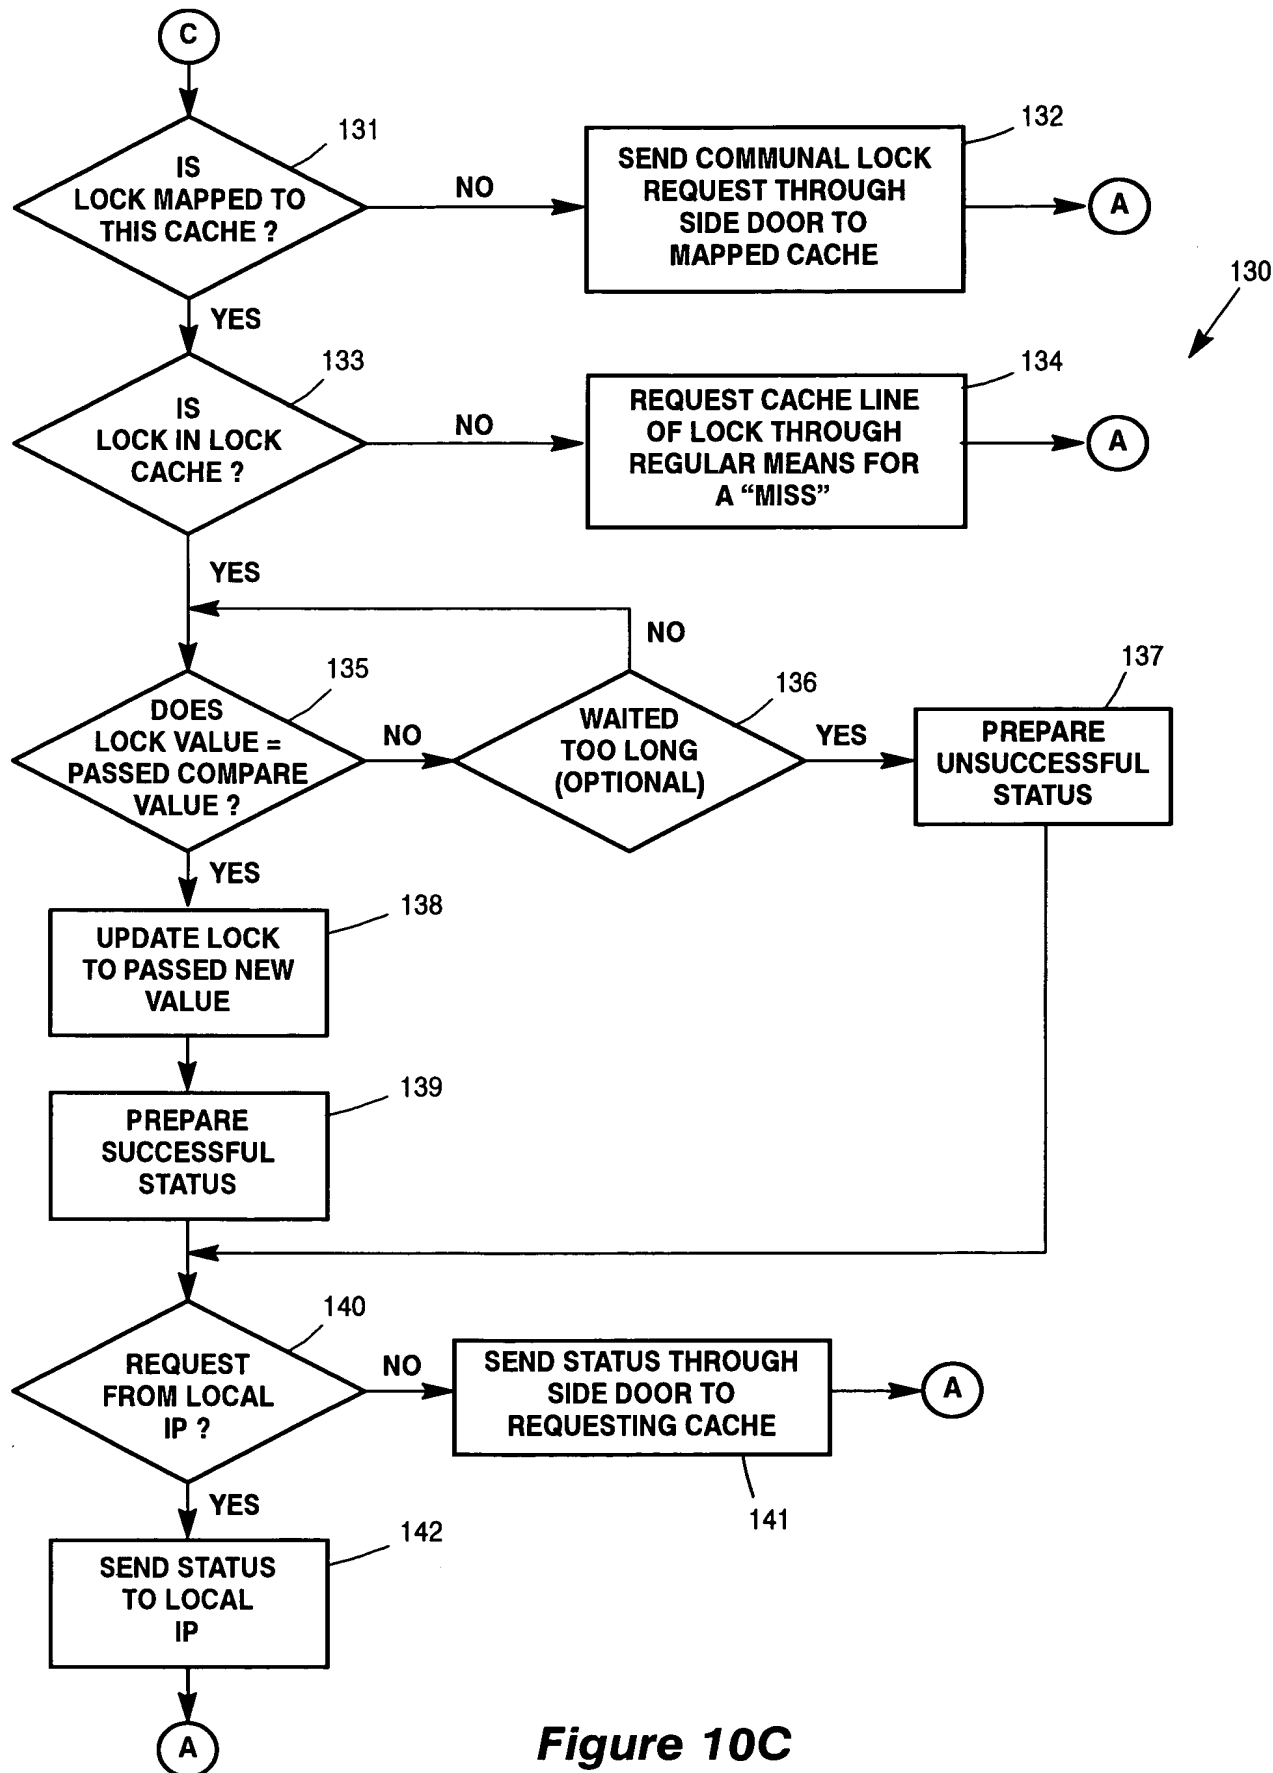 C
131
IS
LOCK MAPPED TO
THIS CACHE ?
NO
132
SEND COMMUNAL LOCK
REQUEST THROUGH
SIDE DOOR TO
MAPPED CACHE
A
130
YES
133
IS
LOCK IN LOCK
CACHE ?
NO
134
REQUEST CACHE LINE
OF LOCK THROUGH
REGULAR MEANS FOR
A “MISS”
A
YES
135
DOES
LOCK VALUE =
PASSED COMPARE
VALUE ?
NO
136
WAITED
TOO LONG
(OPTIONAL)
NO
YES
137
PREPARE
UNSUCCESSFUL
STATUS
YES
138
UPDATE LOCK
TO PASSED NEW
VALUE
139
PREPARE
SUCCESSFUL
STATUS
140
REQUEST
FROM LOCAL
IP ?
NO
SEND STATUS THROUGH
SIDE DOOR TO
REQUESTING CACHE
141
A
YES
142
SEND STATUS
TO LOCAL
IP
A
Figure 10C